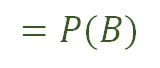 = P(B)